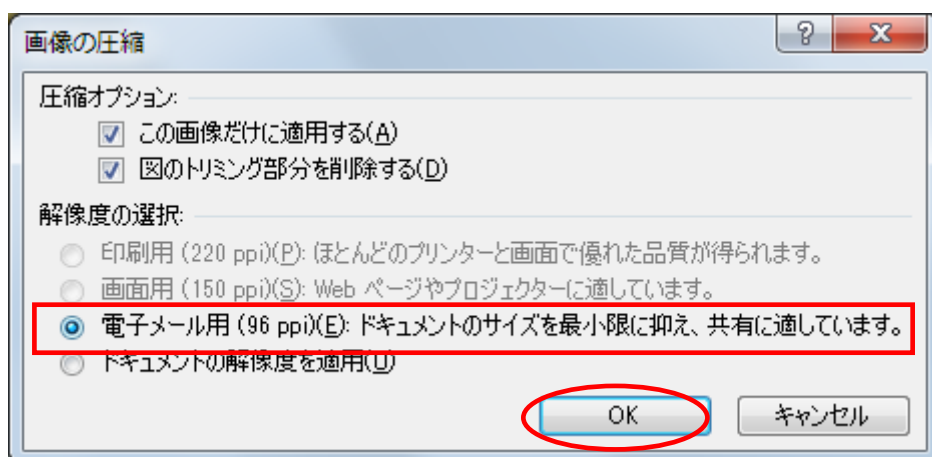 画像の圧縮
圧縮オプション:
この画像だけに適用する(A)
図のトリミング部分を削除する(D)
解像度の選択:
印刷用 (220 ppi)(P): ほとんどのプリンターと画面で優れた品質が得られます。
画面用 (150 ppi)(S): Web ページやプロジェクターに適しています。
電子メール用 (96 ppi)(E): ドキュメントのサイズを最小限に抑え、共有に適しています。
ドキュメントの解像度を適用(U)
OK キャンセル